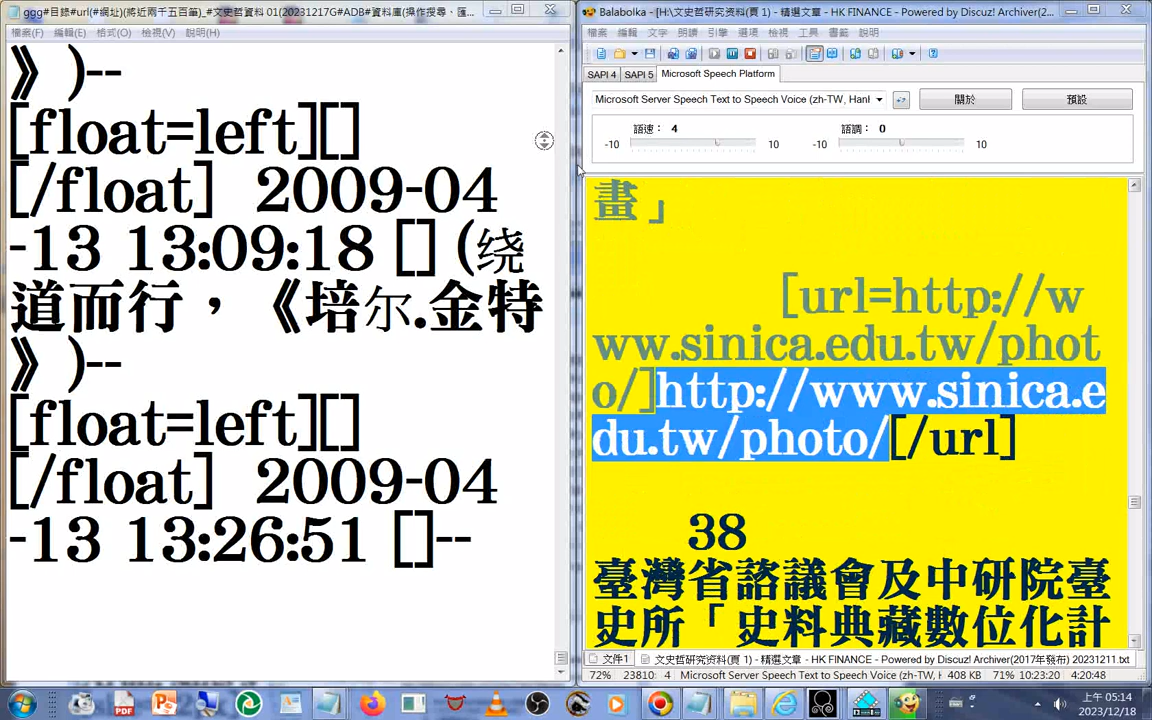 ggg#目錄#url(#網址)(將近兩千五百筆)_#文史哲資料 01(20231217G#ADB#資料庫(操作搜尋、匯...
檔案(F) 編輯(E) 格式(O) 檢視(V) 說明(H)
》)--
[float=left][]
[/float] 2009-04
-13 13:09:18 [] (绕
道而行，《培尔.金特
》)--
[float=left][]
[/float] 2009-04
-13 13:26:51 []--
Balabolka - [H:\文史哲研究资料(頁 1) - 精選文章 - HK FINANCE - Powered by Discuz! Archiver(2...
檔案 編輯 文字 朗讀 引擎 選項 檢視 工具 書籤 說明
SAPI 4 SAPI 5 Microsoft Speech Platform
Microsoft Server Speech Text to Speech Voice (zh-TW, Hanl 關於 預設
語速： 4 語調： 0
-10 10 -10 10
畫」
[url=http://w
ww.sinica.edu.tw/phot
o/]http://www.sinica.e
du.tw/photo/[/url]
38
臺灣省諮議會及中研院臺
史所「史料典藏數位化計
文件1 文史哲研究资料(頁 1) - 精選文章 - HK FINANCE - Powered by Discuz! Archiver(2017年發布) 20231211.txt
72% 23810: 4 Microsoft Server Speech Text to Speech Voice (zh-TW, H 408 KB 71% 10:23:20 4:20:48
上午 05:14
2023/12/18